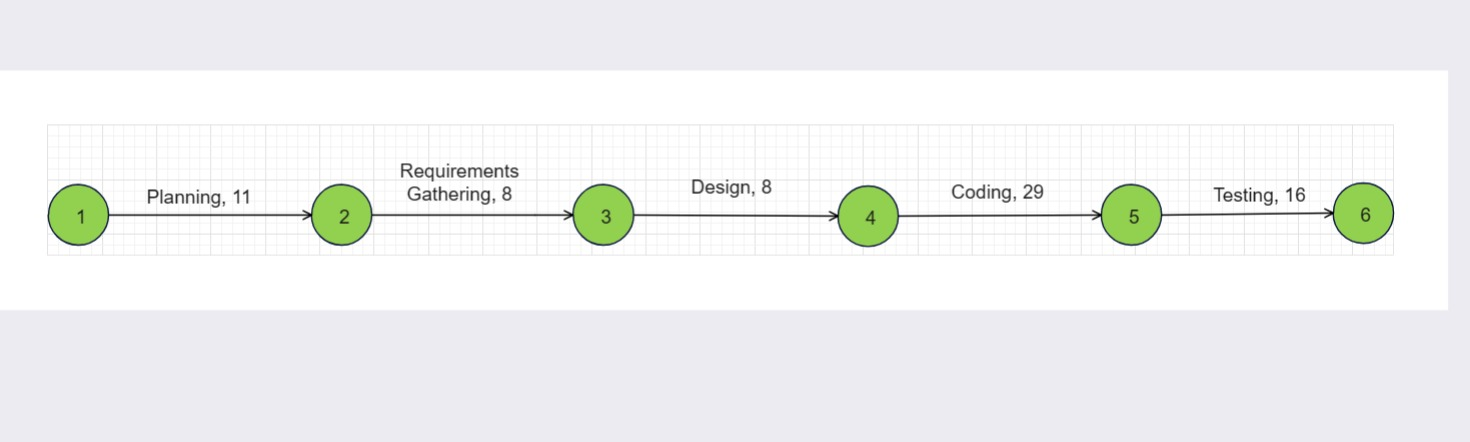 Requirements
Gathering, 8
Planning, 11
Design, 8
Coding, 29
Testing, 16
1
2
3
4
5
6